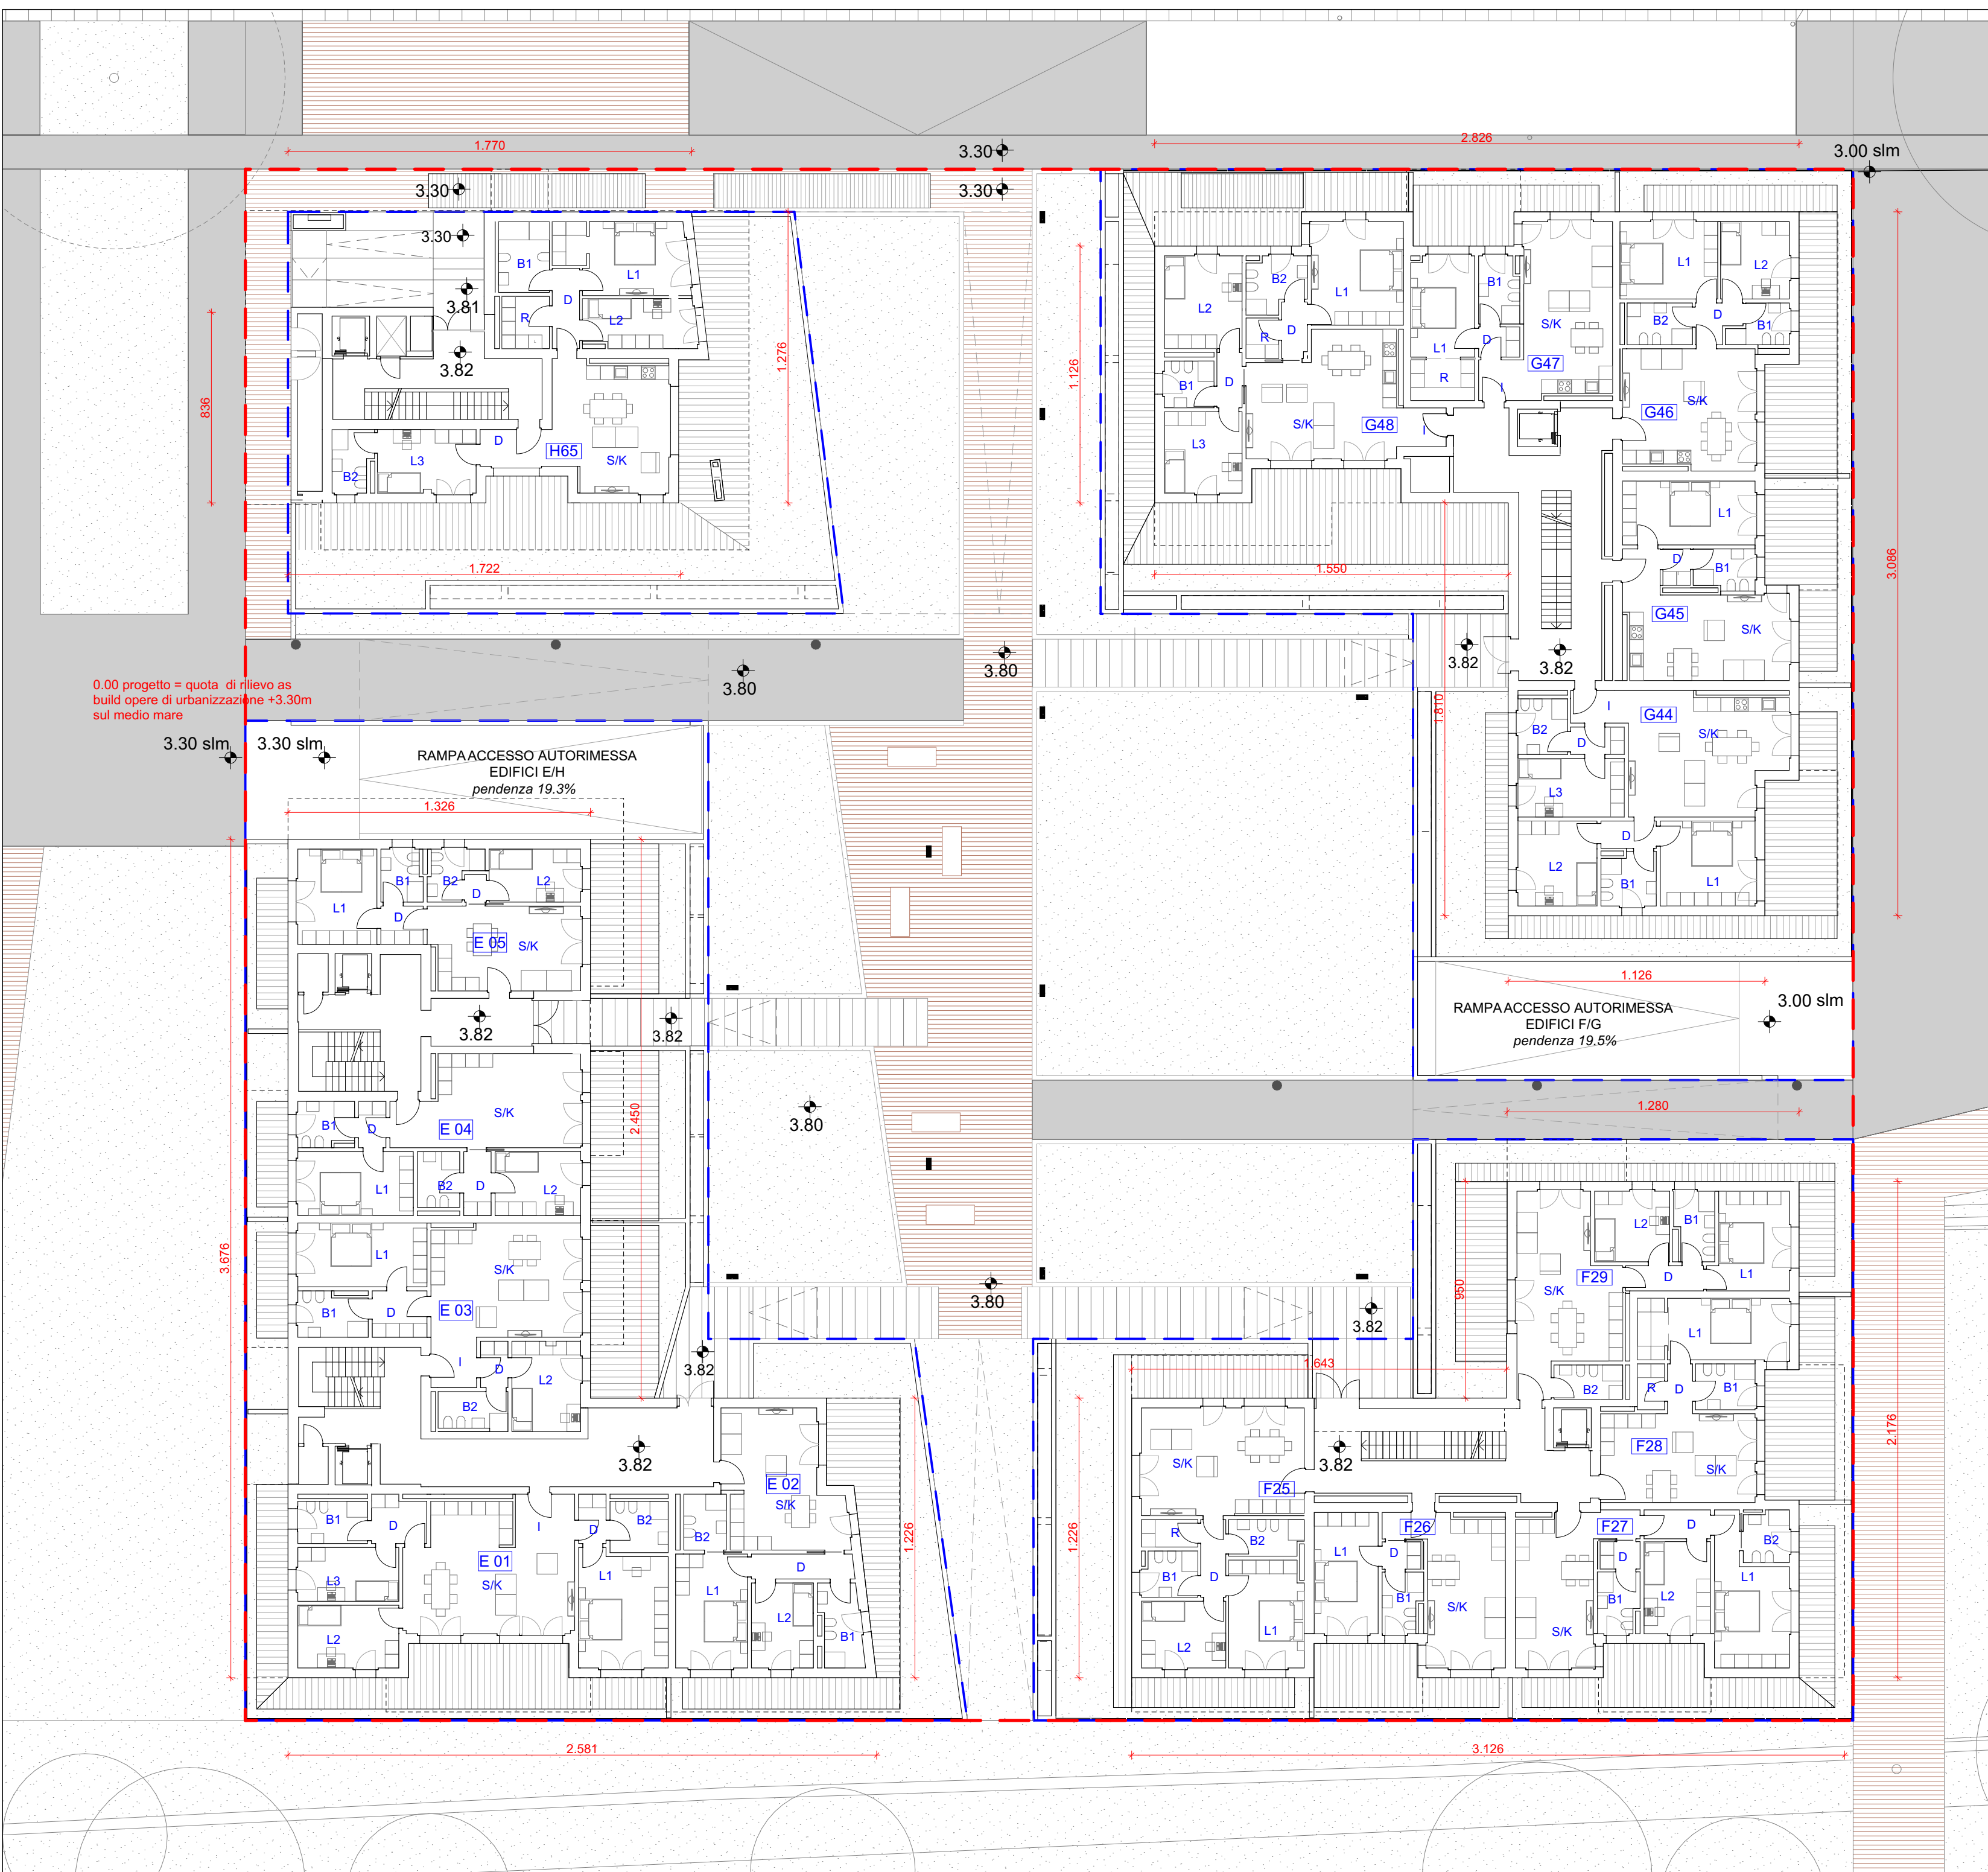 1.770
2.826
3.30
3.00 slm
3.30
3.30
3.30
B1
L1
D
3.81
R
L2
3.82
836
1.276
D
H65
S/K
L3
B2
1.722
L2
B2
L1
R
D
1.126
B1
D
L3
S/K
G48
I
L1
B1
D
R
I
S/K
G47
L1
L2
B2
D
B1
G46
S/K
L1
D
B1
G45
S/K
3.086
1.550
3.82
3.82
3.80
3.80
0.00 progetto = quota di rilievo as
build opere di urbanizzazione +3.30m
sul medio mare
3.30 slm
3.30 slm
RAMPA ACCESSO AUTORIMESSA
EDIFICI E/H
pendenza 19.3%
1.326
1.810
B2
I
G44
D
S/K
L3
D
L2
B1
L1
L1
B1
B2
D
L2
D
E 05
S/K
3.82
3.82
1.126
RAMPA ACCESSO AUTORIMESSA
EDIFICI F/G
pendenza 19.5%
3.00 slm
1.280
S/K
B1
D
E 04
2.450
3.80
L1
B2
D
L2
3.676
L1
S/K
B1
D
E 03
I
D
L2
B2
3.82
3.80
3.82
950
L2
B1
F29
D
L1
S/K
L1
B2
R
D
B1
F28
S/K
2.176
1.643
3.82
E 02
S/K
B2
D
L1
L2
B1
1.226
B1
D
I
D
B2
E 01
S/K
L3
L1
L2
1.226
S/K
F25
3.82
R
B2
B1
D
L2
L1
F26
L1
D
B1
S/K
F27
D
D
B2
B1
L2
L1
S/K
2.581
3.126